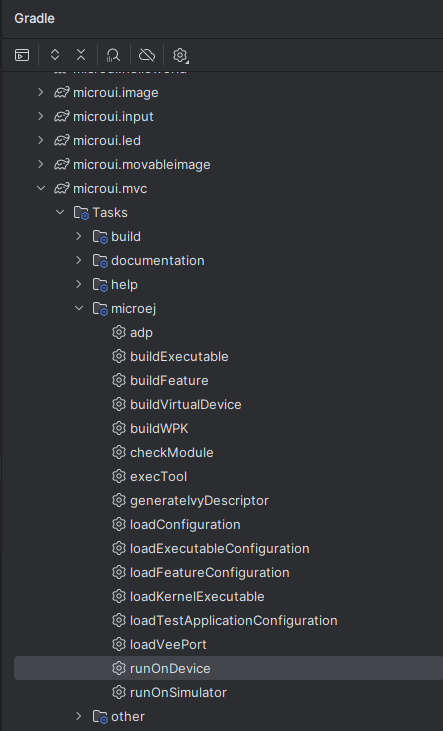 Gradle
microui.image
microui.input
microui.led
microui.movableimage
microui.mvc
Tasks
build
documentation
help
microej
adp
buildExecutable
buildFeature
buildVirtualDevice
buildWPK
checkModule
execTool
generateIvyDescriptor
loadConfiguration
loadExecutableConfiguration
loadFeatureConfiguration
loadKernelExecutable
loadTestApplicationConfiguration
loadVeePort
runOnDevice
runOnSimulator
other